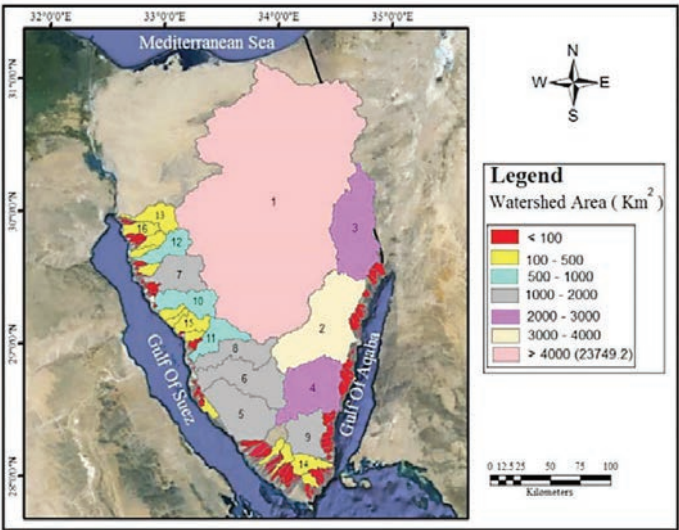 32°0'0"E 33°0'0"E 34°0'0"E 35°0'0"E
Mediterranean Sea
31°0'0"N
N
W E
S
30°0'0"N
1
3
13
16
12
7
10
15
11
8
2
6
4
5
9
14
Gulf Of Suez
Gulf Of Aqaba
29°0'0"N
28°0'0"N
Legend
Watershed Area ( Km²)
< 100
100 - 500
500 - 1000
1000 - 2000
2000 - 3000
3000 - 4000
> 4000 (23749.2)
0 12.5 25 50 75 100
Kilometers